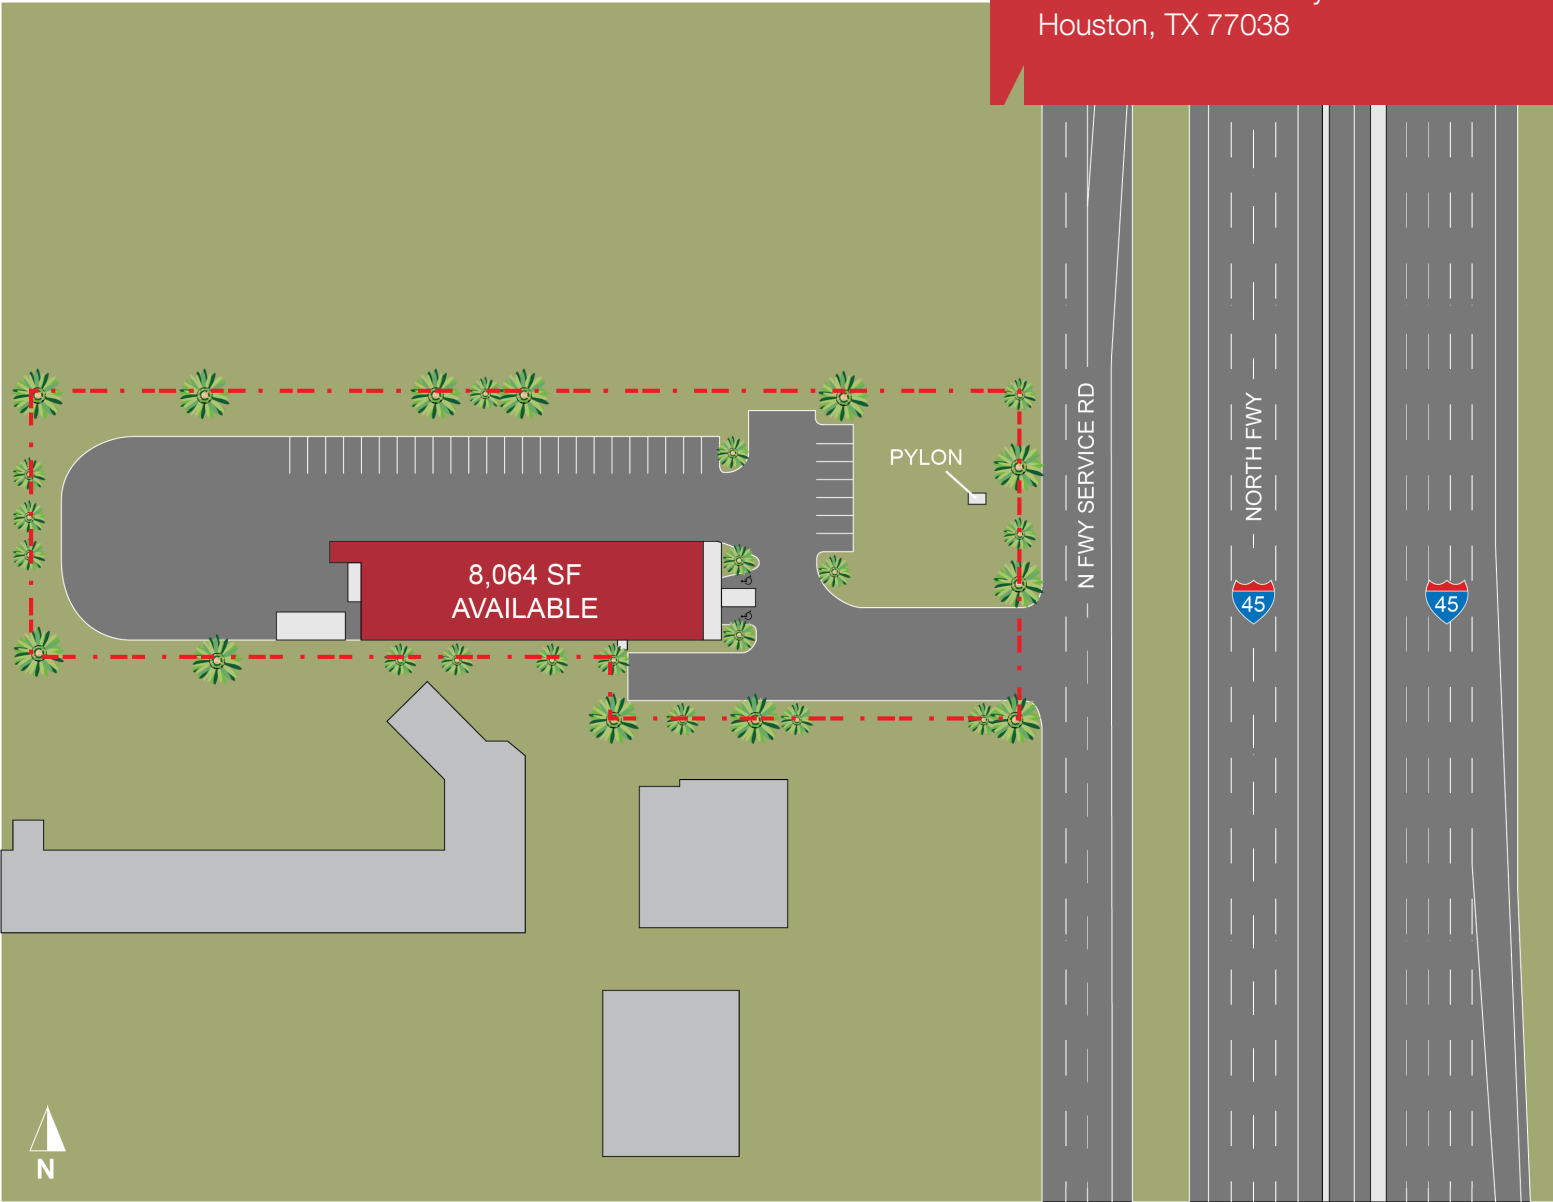 Houston, TX 77038
N FWY SERVICE RD
NORTH FWY
PYLON
8,064 SF
AVAILABLE
45
45
N